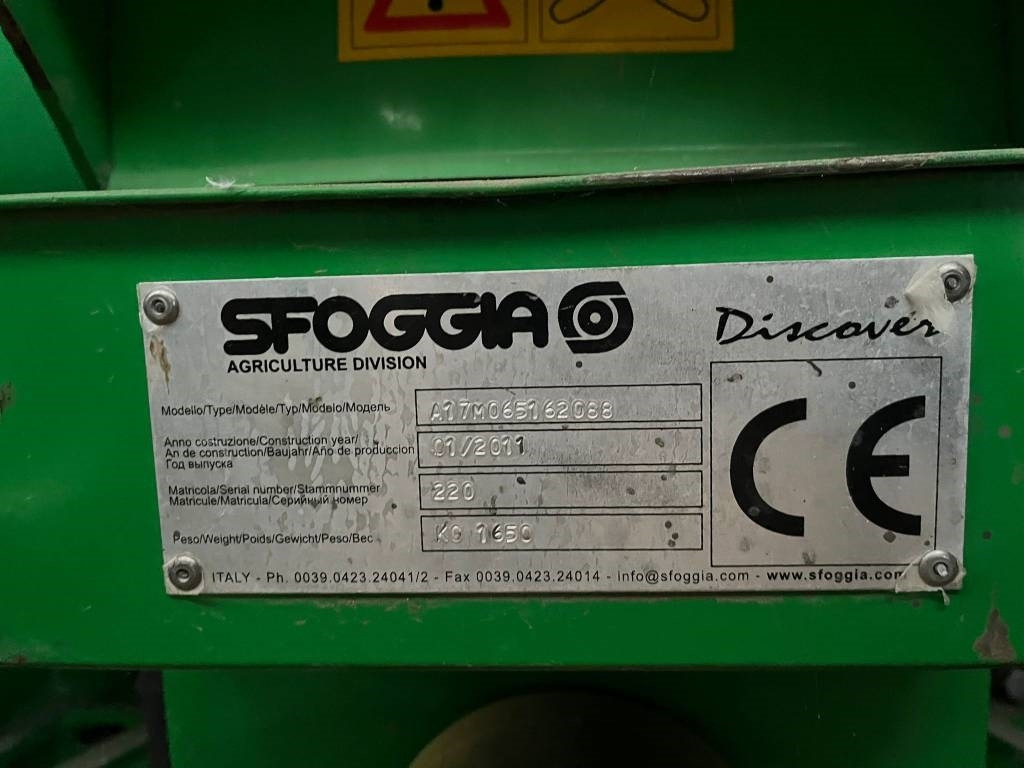 SFOGGIA
Discover
AGRICULTURE DIVISION
Modello/Type/Modèle/Typ/Modelo/Модель A17M065162088
Anno costruzione/Construction year/
An de construction/Baujahr/Año de produccion 01/2011
Год выпуска
Matricola/Serial number/Stammnummer 220
Matricule/Matricula/Серийный номер
Peso/Weight/Poids/Gewicht/Peso/Вес KG 1650
CE
ITALY - Ph. 0039.0423.24041/2 - Fax 0039.0423.24014 - info@sfoggia.com - www.sfoggia.com